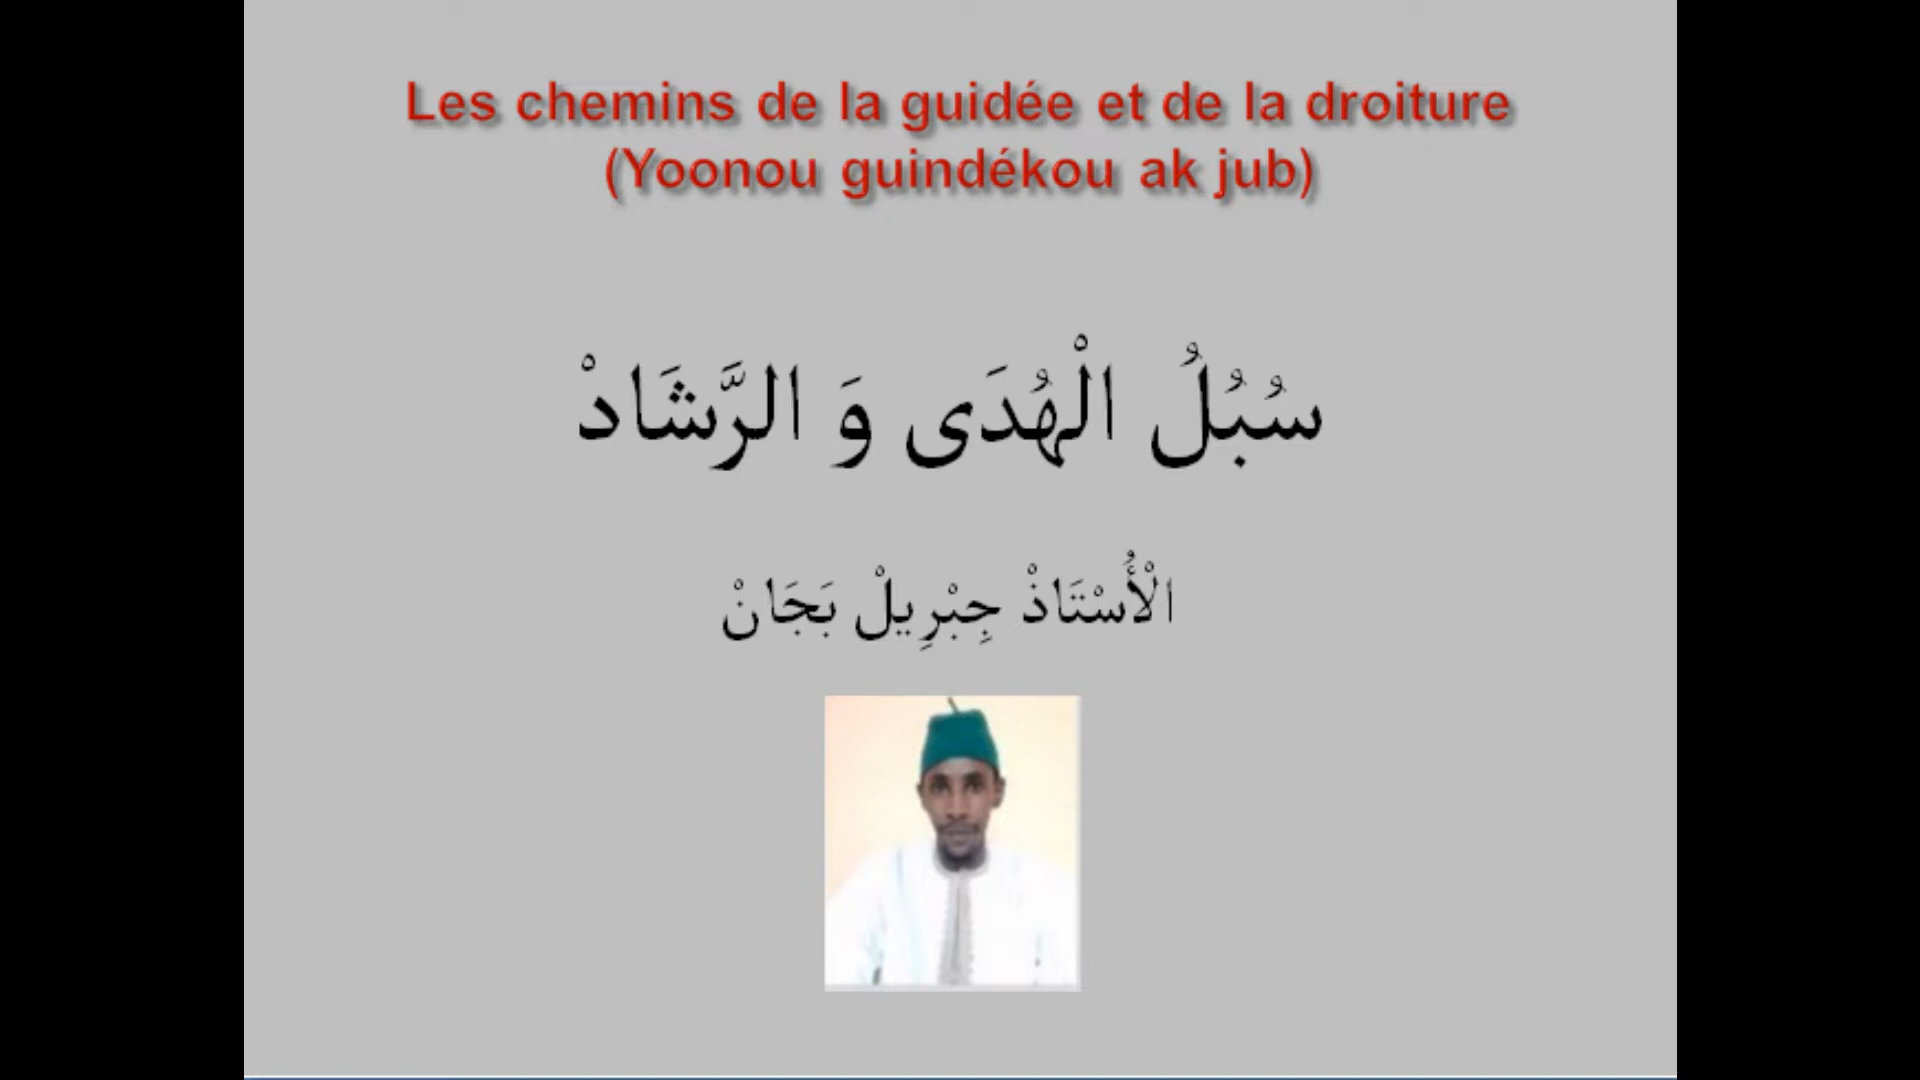 Les chemins de la guidée et de la droiture
(Yoonou guindékou ak jub)
سُبُلُ الْهُدَى وَ الرَّشَادْ
الْأُسْتَاذْ جِبْرِيلْ بَجَانْ